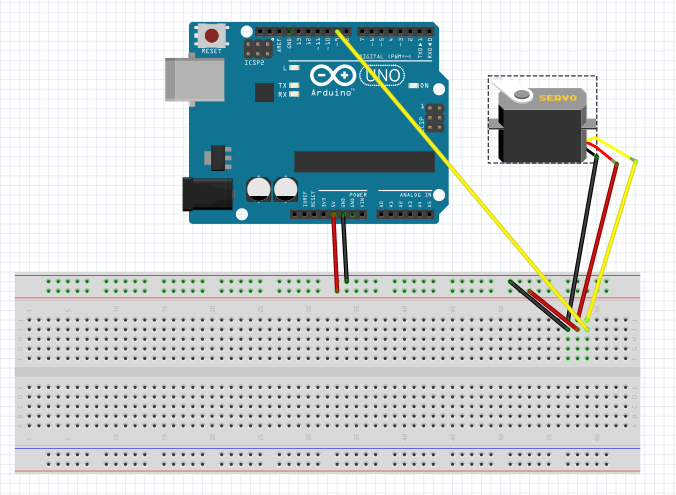 RESET
ICSP2
AREF
GND
13
12
~11
~10
~9
8
7
~6
~5
4
~3
2
TX▶1
RX◀0
DIGITAL (PWM=~)
L
TX
RX
UNO
ON
Arduino™
ICSP
SERVO
POWER
ANALOG IN
IOREF
RESET
3V3
5V
GND
GND
VIN
A0
A1
A2
A3
A4
A5